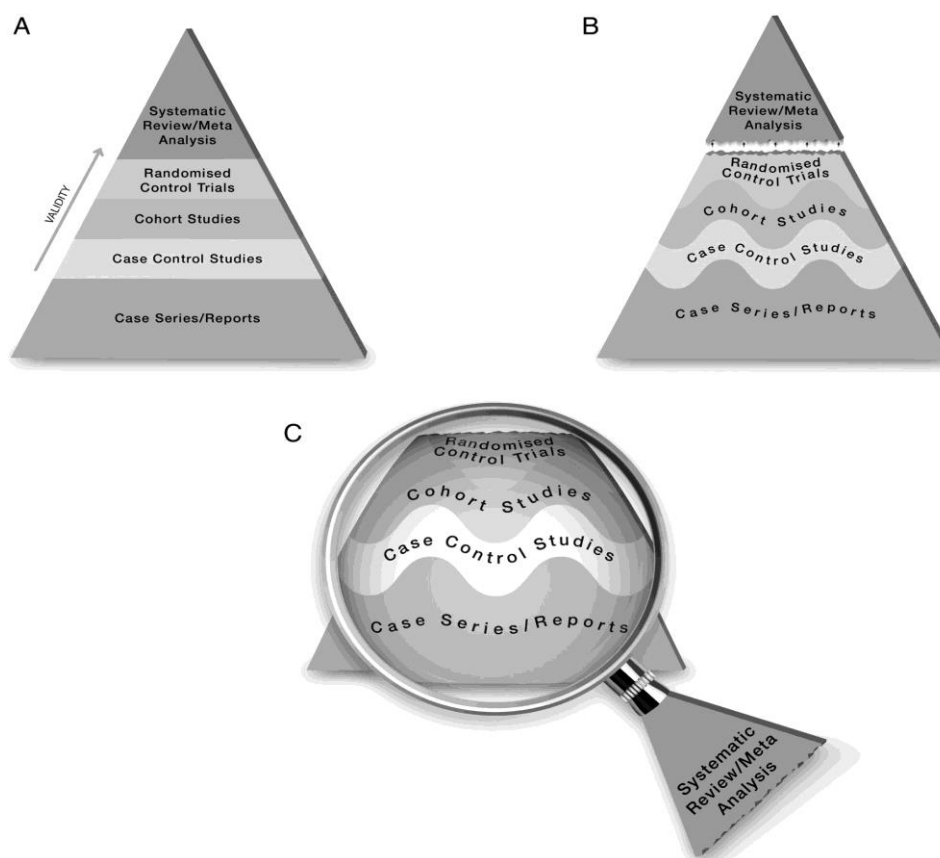 A
Systematic
Review/Meta
Analysis
Randomised
Control Trials
Cohort Studies
Case Control Studies
Case Series/Reports
VALIDITY
B
Systematic
Review/Meta
Analysis
Randomised
Control Trials
Cohort Studies
Case Control Studies
Case Series/Reports
C
Randomised
Control Trials
Cohort Studies
Case Control Studies
Case Series/Reports
Systematic
Review/Meta
Analysis